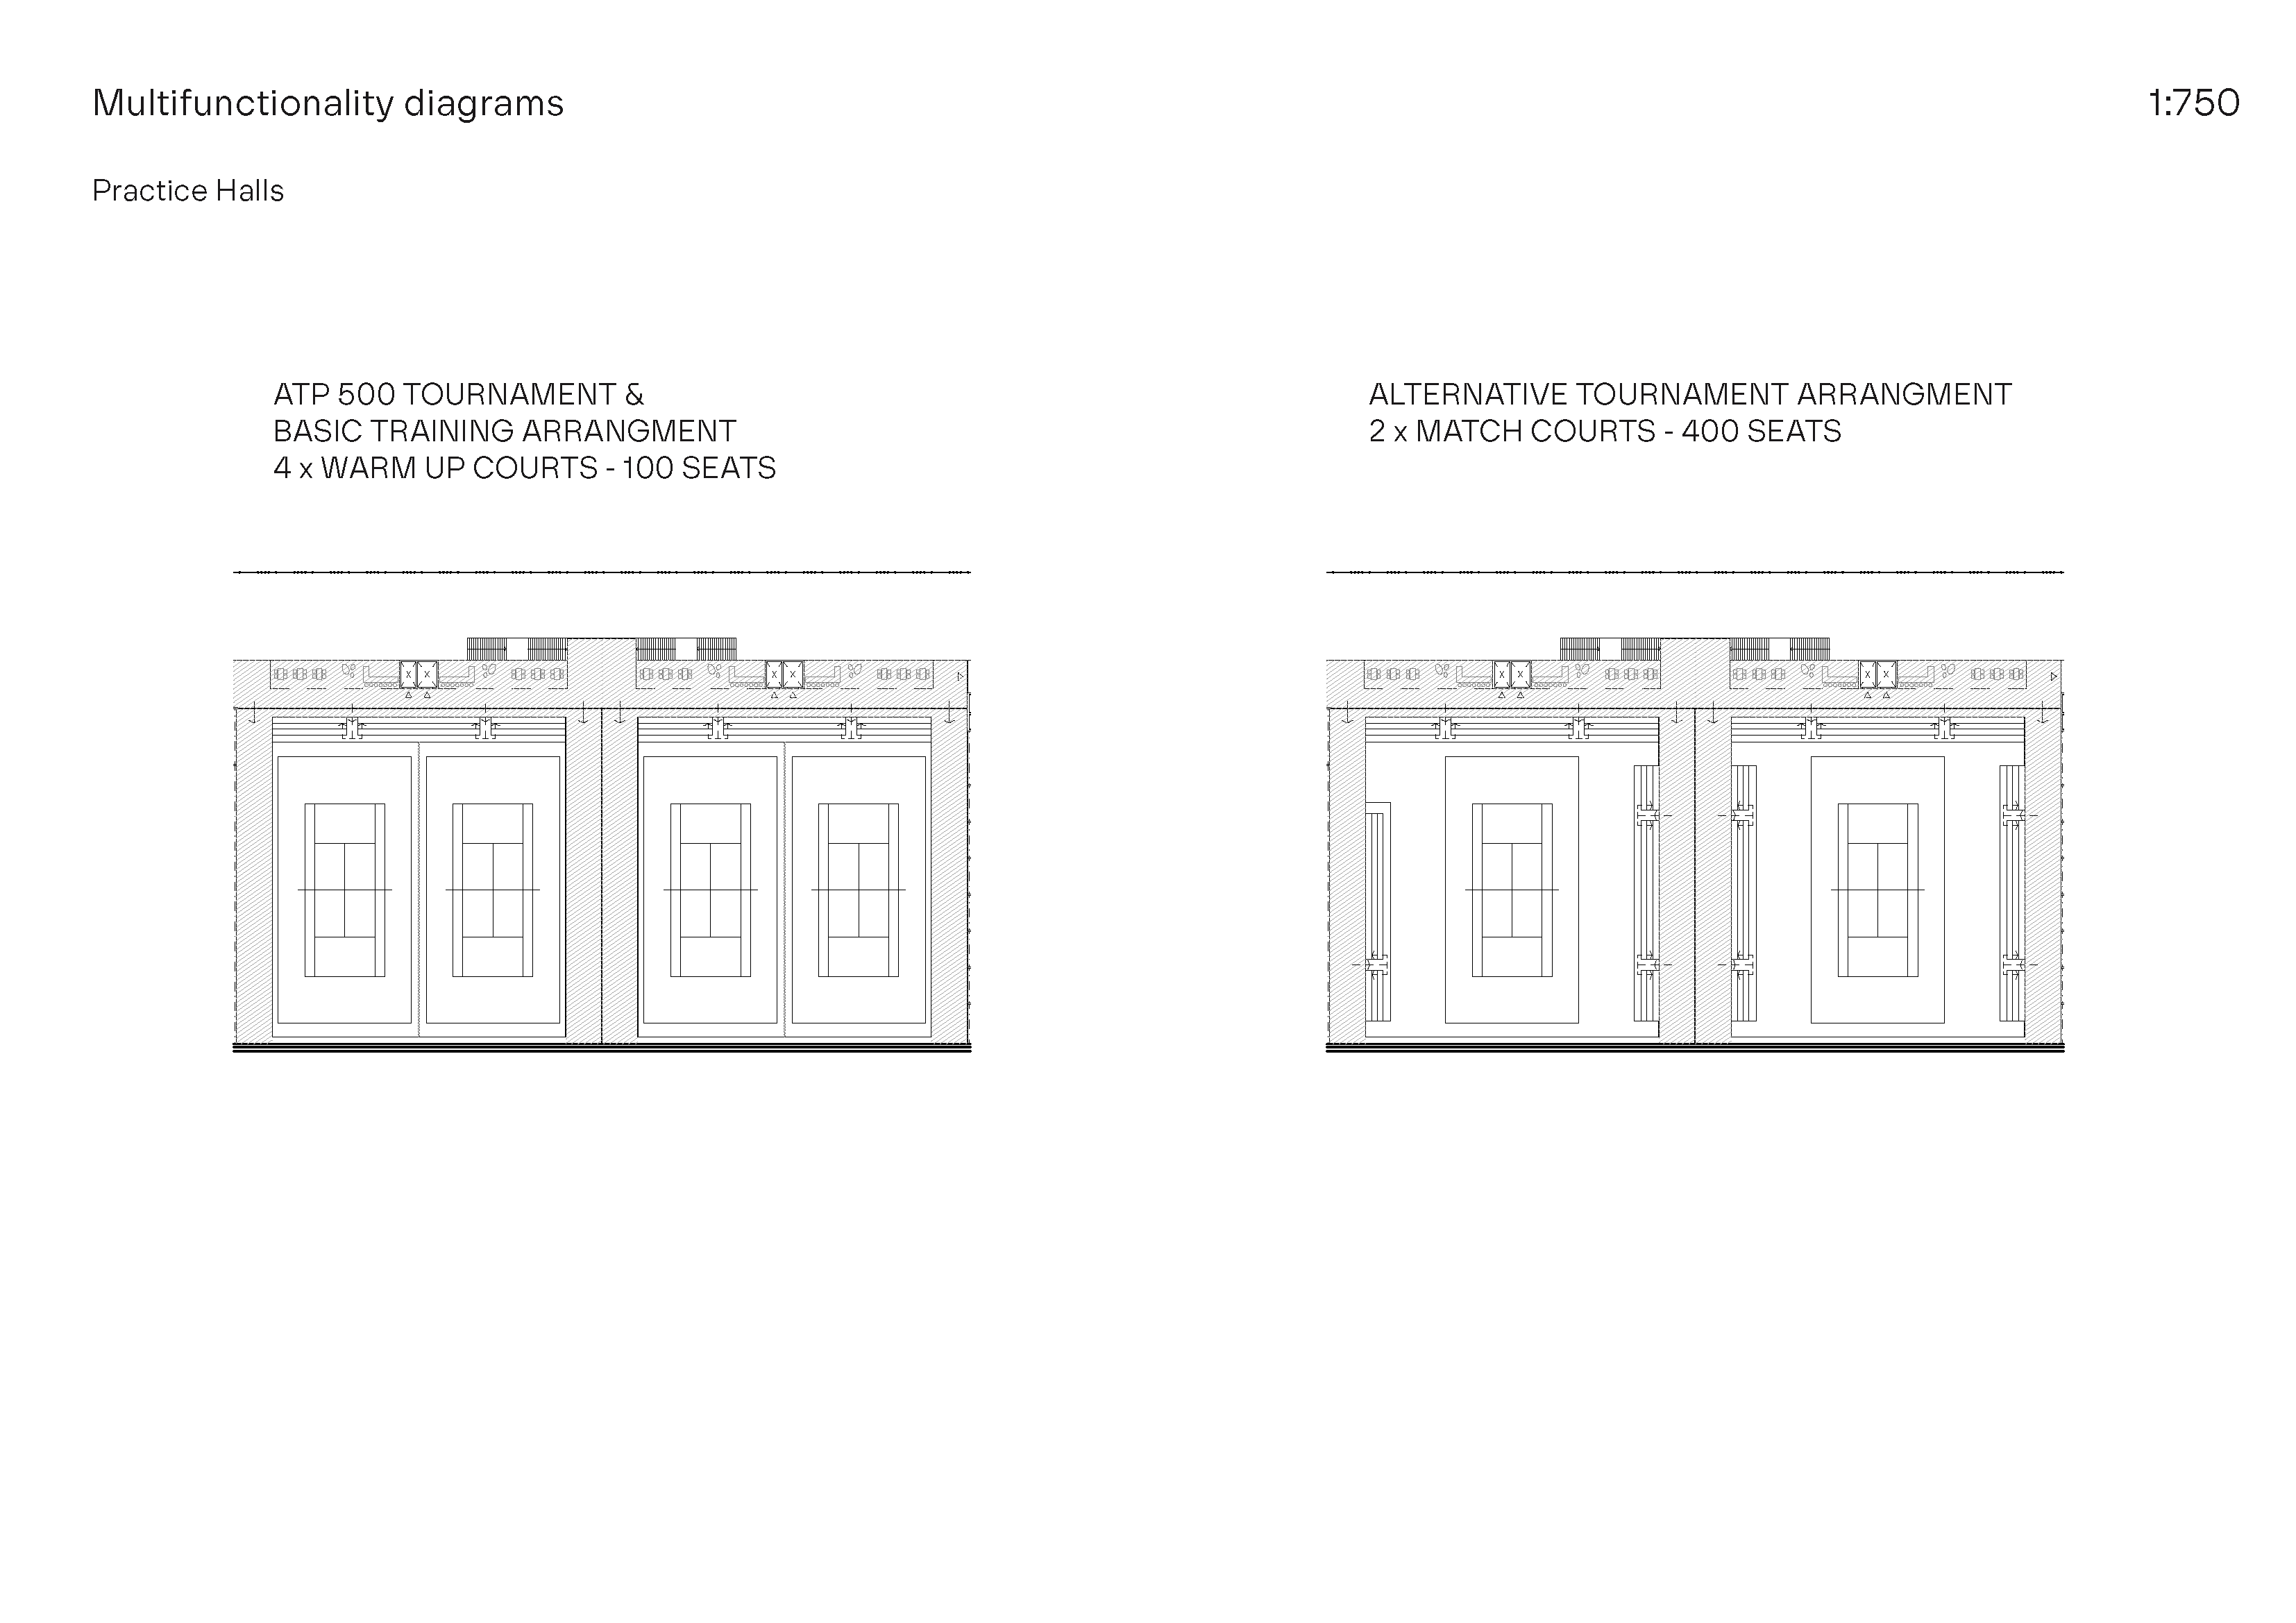 Multifunctionality diagrams
1:750
Practice Halls
ATP 500 TOURNAMENT &
BASIC TRAINING ARRANGMENT
4 x WARM UP COURTS - 100 SEATS
ALTERNATIVE TOURNAMENT ARRANGMENT
2 x MATCH COURTS - 400 SEATS